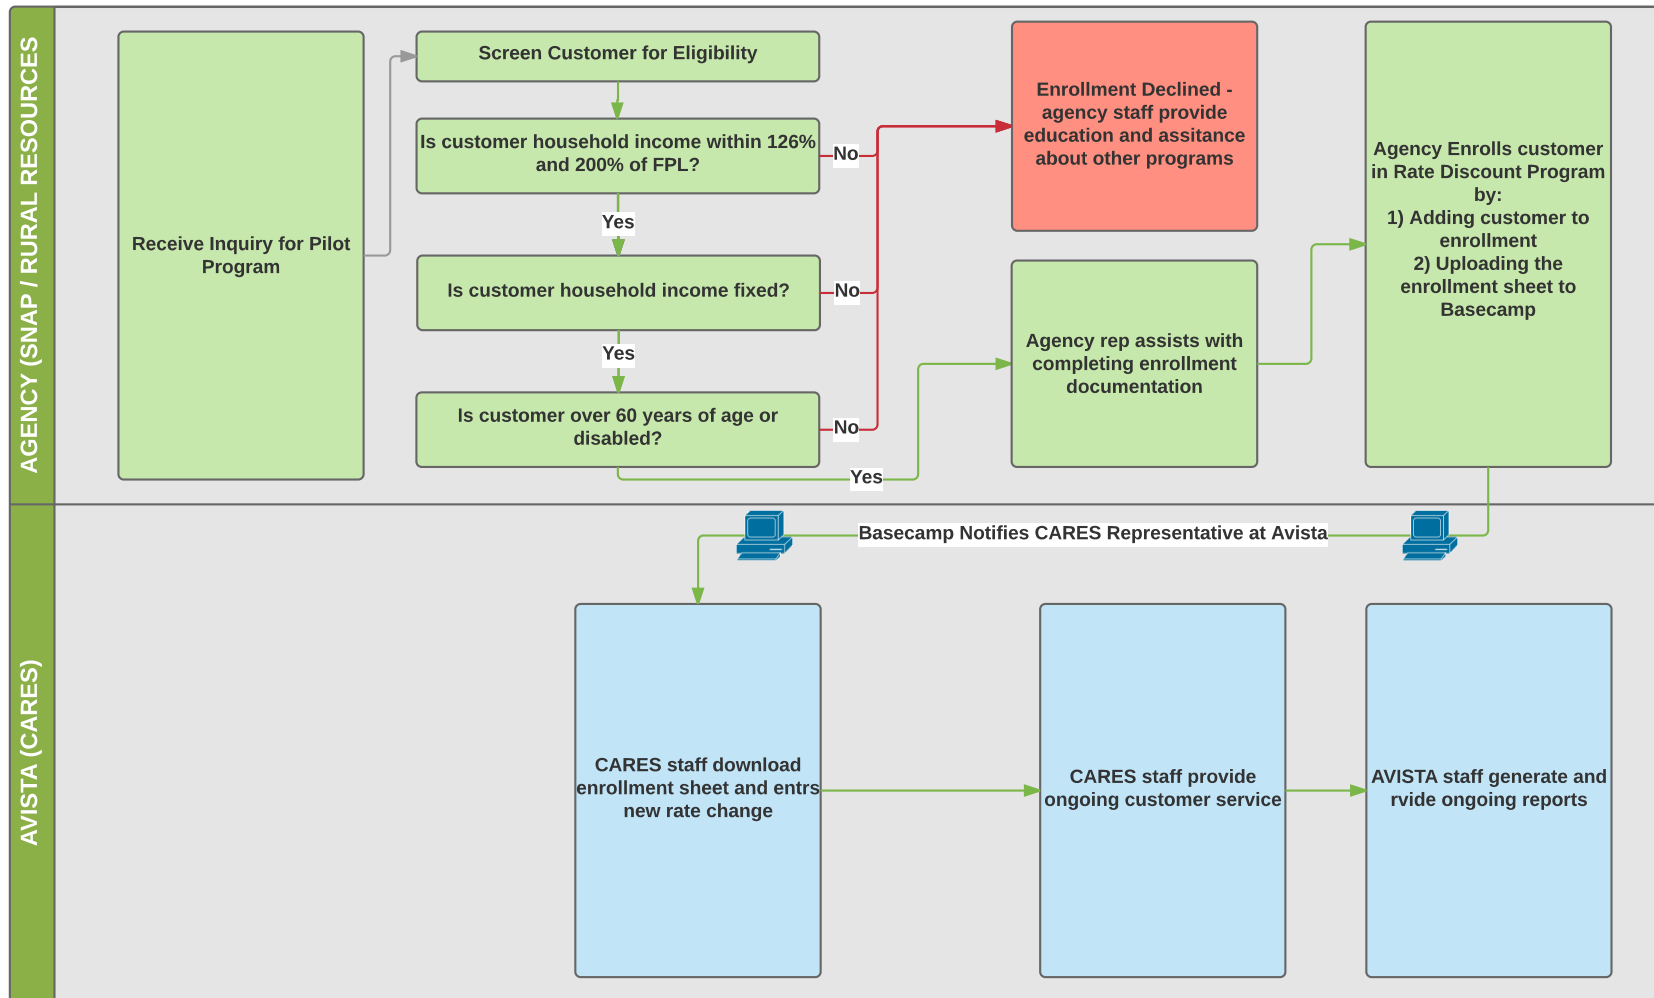 AGENCY (SNAP / RURAL RESOURCES
Receive Inquiry for Pilot
Program
Screen Customer for Eligibility
Is customer household income within 126%
and 200% of FPL?
No
Yes
Is customer household income fixed?
No
Yes
Is customer over 60 years of age or
disabled?
No
Yes
Enrollment Declined -
agency staff provide
education and assitance
about other programs
Agency rep assists with
completing enrollment
documentation
Agency Enrolls customer
in Rate Discount Program
by:
1) Adding customer to
enrollment
2) Uploading the
enrollment sheet to
Basecamp
AVISTA (CARES)
Basecamp Notifies CARES Representative at Avista
CARES staff download
enrollment sheet and entrs
new rate change
CARES staff provide
ongoing customer service
AVISTA staff generate and
rvide ongoing reports